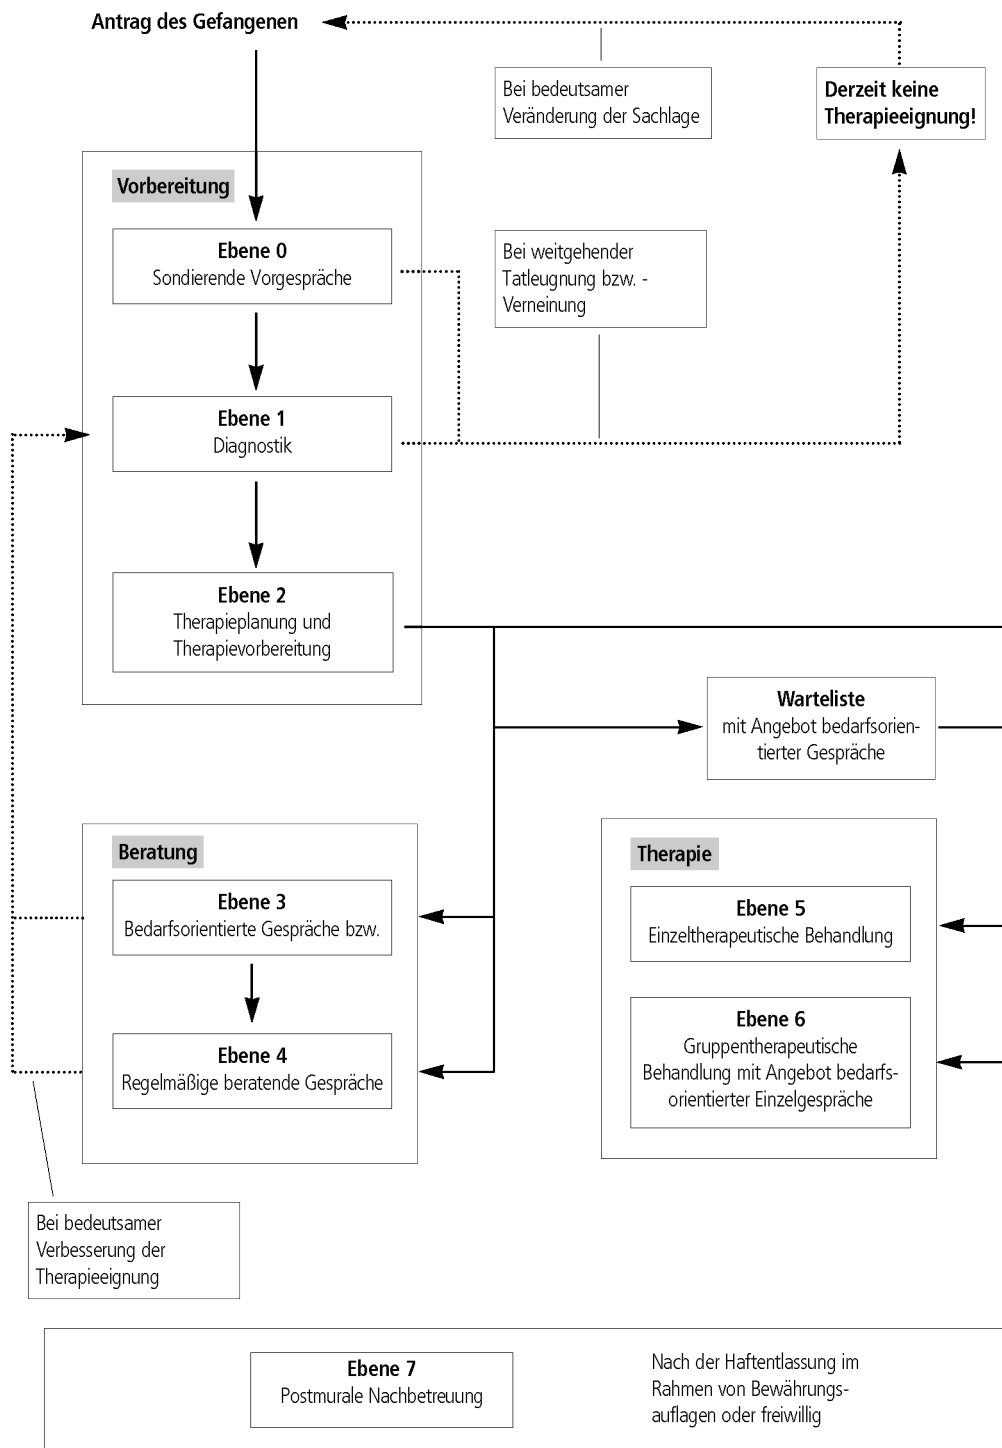 Antrag des Gefangenen
Bei bedeutsamer
Veränderung der Sachlage
Derzeit keine
Therapieeignung!
Vorbereitung
Ebene 0
Sondierende Vorgespräche
Bei weitgehender
Tatleugnung bzw. -
Verneinung
Ebene 1
Diagnostik
Ebene 2
Therapieplanung und
Therapievorbereitung
Warteliste
mit Angebot bedarfsorien-
tierter Gespräche
Beratung
Ebene 3
Bedarfsorientierte Gespräche bzw.
Ebene 4
Regelmäßige beratende Gespräche
Therapie
Ebene 5
Einzeltherapeutische Behandlung
Ebene 6
Gruppentherapeutische
Behandlung mit Angebot bedarfs-
orientierter Einzelgespräche
Bei bedeutsamer
Verbesserung der
Therapieeignung
Ebene 7
Postmurale Nachbetreuung
Nach der Haftentlassung im
Rahmen von Bewährungs-
auflagen oder freiwillig